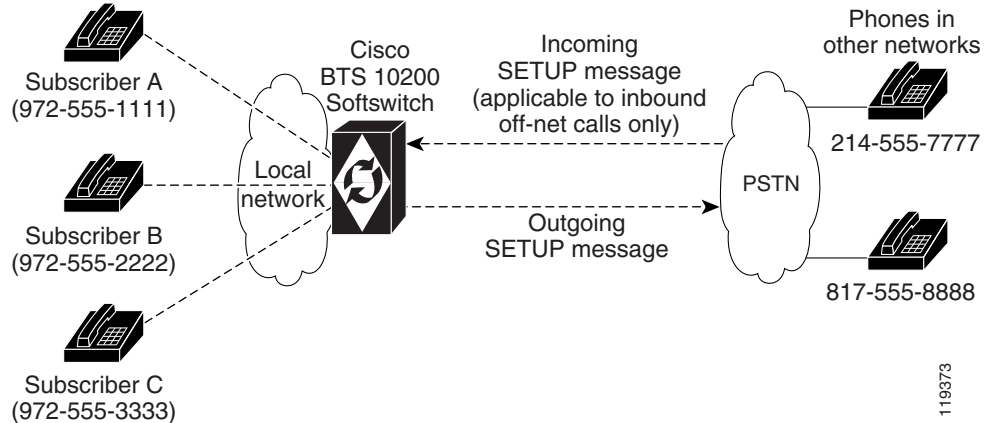 Subscriber A
(972-555-1111)
Subscriber B
(972-555-2222)
Subscriber C
(972-555-3333)
Local
network
Cisco
BTS 10200
Softswitch
Incoming
SETUP message
(applicable to inbound
off-net calls only)
Outgoing
SETUP message
PSTN
Phones in
other networks
214-555-7777
817-555-8888
119373